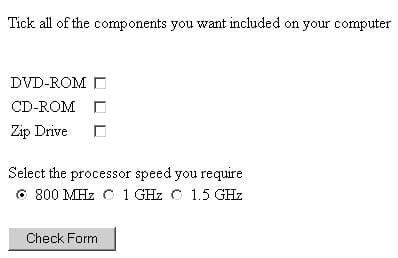 Tick all of the components you want included on your computer
DVD-ROM
CD-ROM
Zip Drive
Select the processor speed you require
800 MHz 1 GHz 1.5 GHz
Check Form